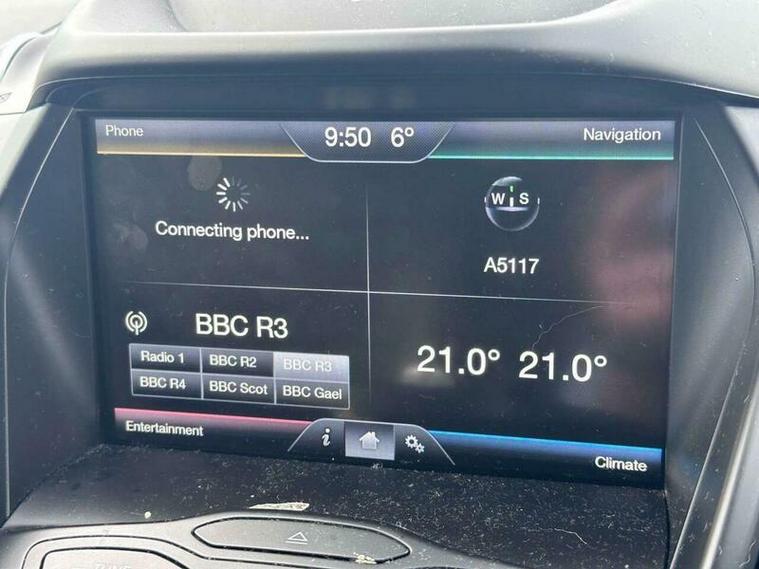 Phone
9:50 6°
Navigation
Connecting phone...
W S
A5117
BBC R3
Radio 1 BBC R2 BBC R3
BBC R4 BBC Scot BBC Gael
21.0° 21.0°
Entertainment
i
Climate